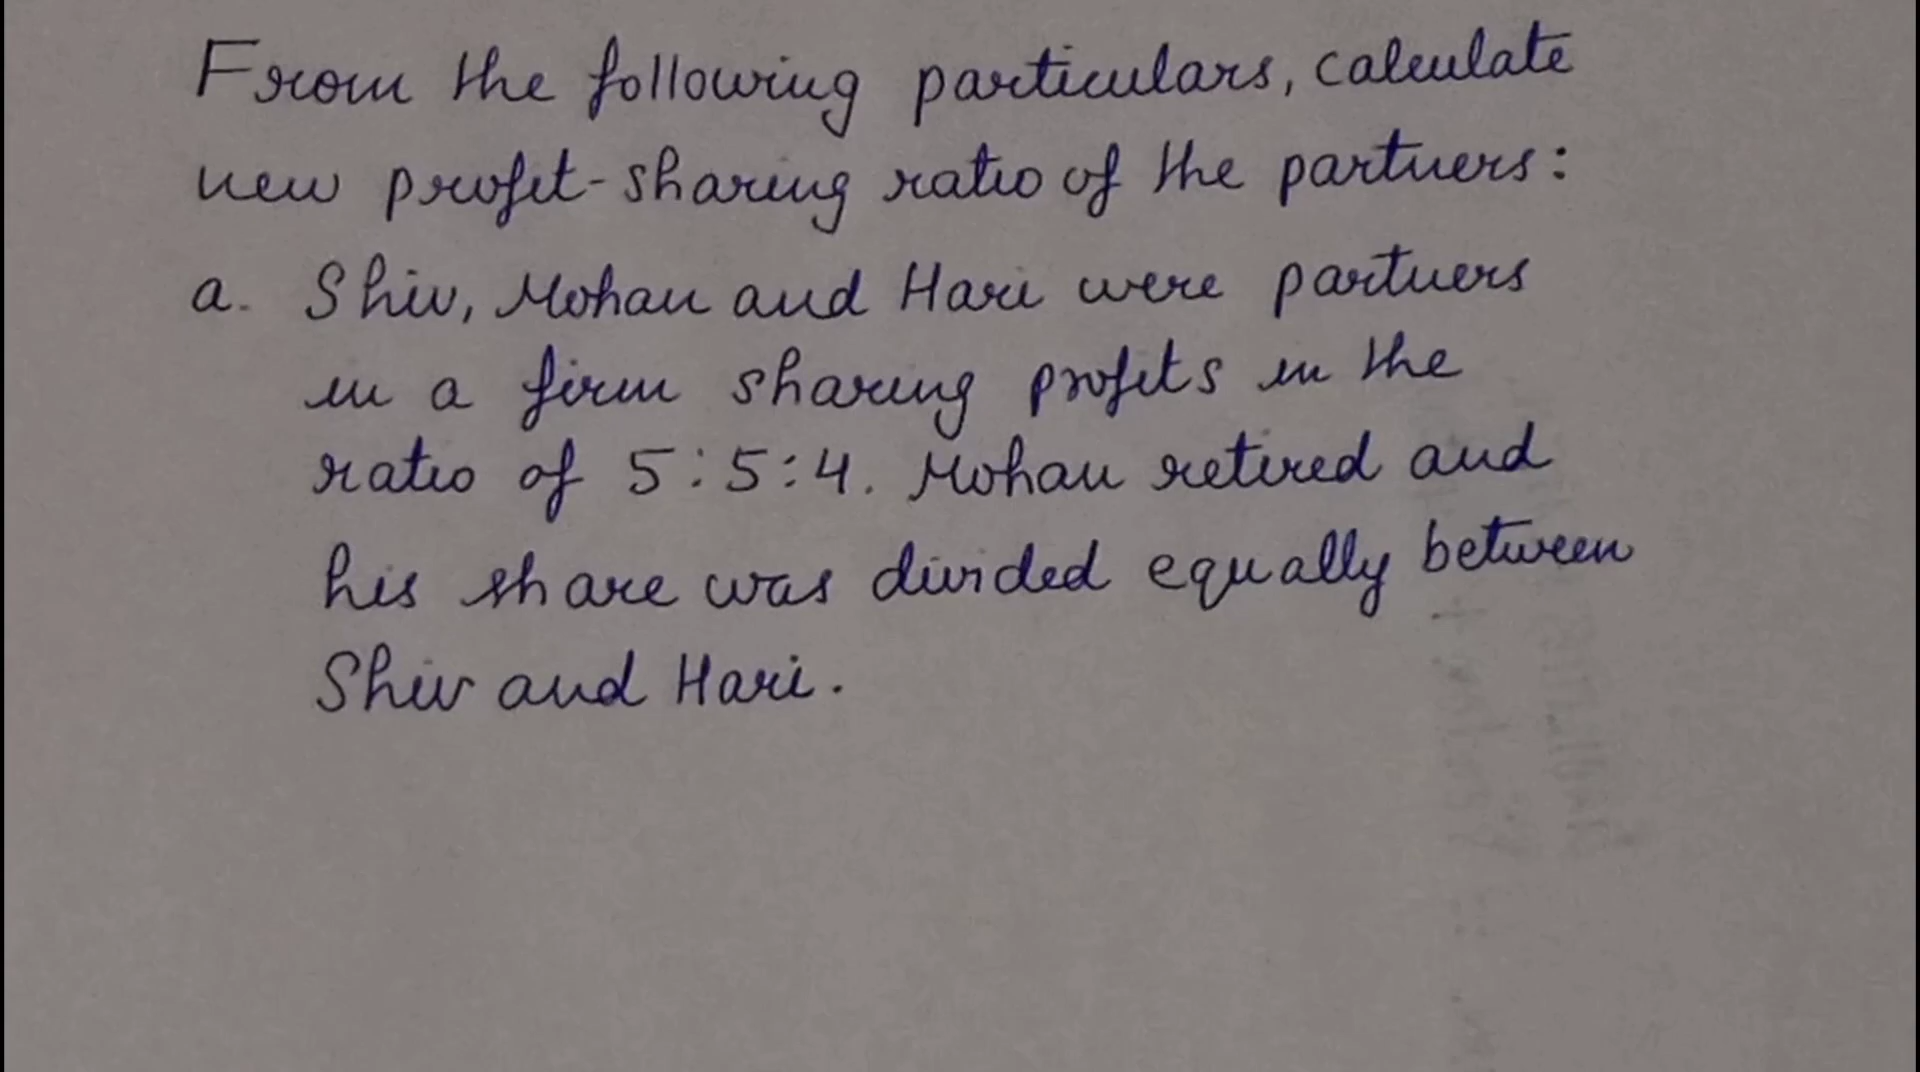 From the following particulars, calculate
new profit-sharing ratio of the partners:
a. Shiv, Mohan and Hari were partners
in a firm sharing profits in the
ratio of 5:5:4. Mohan retired and
his share was divided equally between
Shiv and Hari.